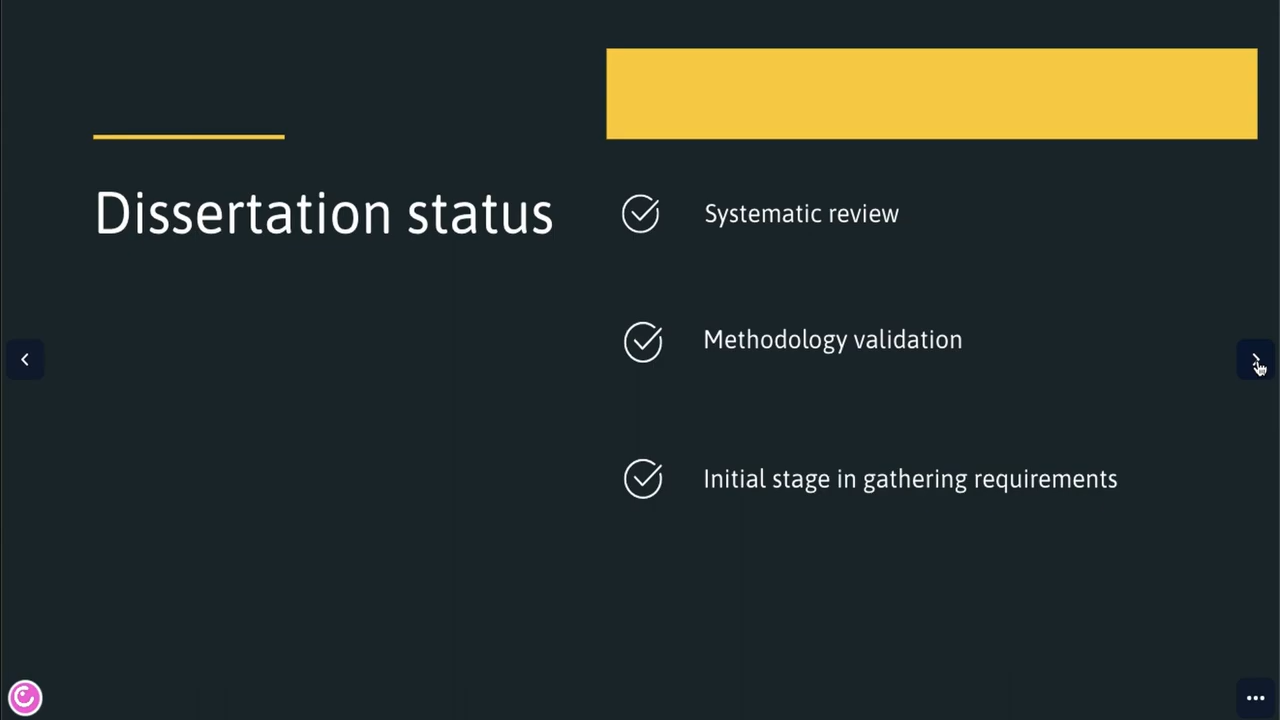 Dissertation status
Systematic review
Methodology validation
Initial stage in gathering requirements